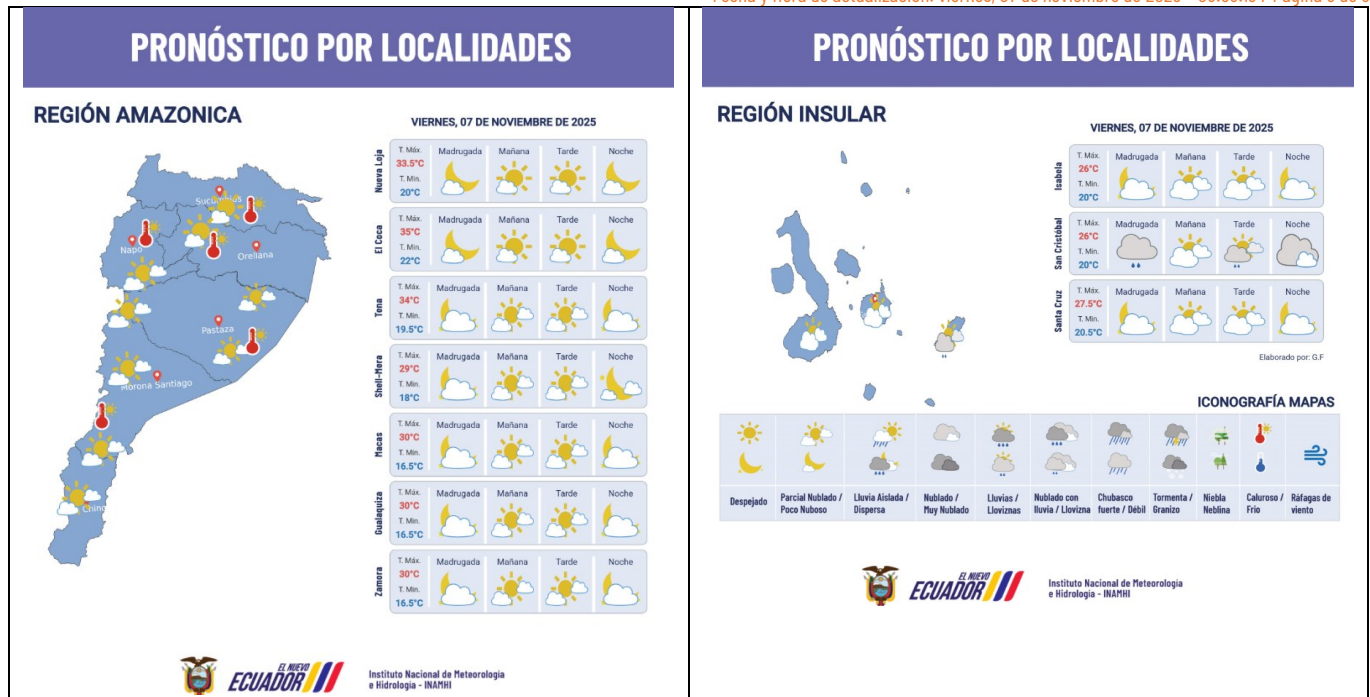 PRONÓSTICO POR LOCALIDADES
REGIÓN AMAZONICA
VIERNES, 07 DE NOVIEMBRE DE 2025
Nueva Loja
T. Máx. Madrugada Mañana Tarde Noche
33.5°C
T. Min.
20°C
El Coca
T. Máx. Madrugada Mañana Tarde Noche
35°C
T. Min.
22°C
Tena
T. Máx. Madrugada Mañana Tarde Noche
34°C
T. Min.
19.5°C
Shell-Mera
T. Máx. Madrugada Mañana Tarde Noche
29°C
T. Min.
18°C
Macas
T. Máx. Madrugada Mañana Tarde Noche
30°C
T. Min.
16.5°C
Gualaquiza
T. Máx. Madrugada Mañana Tarde Noche
30°C
T. Min.
16.5°C
Zamora
T. Máx. Madrugada Mañana Tarde Noche
30°C
T. Min.
16.5°C
Napo
Orellana
Pastaza
Morona Santiago
EL NUEVO
ECUADOR
Instituto Nacional de Meteorología
e Hidrología - INAMHI
PRONÓSTICO POR LOCALIDADES
REGIÓN INSULAR
VIERNES, 07 DE NOVIEMBRE DE 2025
Isabela
T. Máx. Madrugada Mañana Tarde Noche
26°C
T. Min.
20°C
San Cristóbal
T. Máx. Madrugada Mañana Tarde Noche
26°C
T. Min.
20°C
Santa Cruz
T. Máx. Madrugada Mañana Tarde Noche
27.5°C
T. Min.
20.5°C
Elaborado por: G.F
ICONOGRAFÍA MAPAS
Despejado
Parcial Nublado /
Poco Nuboso
Lluvia Aislada /
Dispersa
Nublado /
Muy Nublado
Lluvias /
Lloviznas
Nublado con
lluvia / Llovizna
Chubasco
fuerte / Débil
Tormenta /
Granizo
Niebla
Neblina
Caluroso /
Frío
Ráfagas de
viento
EL NUEVO
ECUADOR
Instituto Nacional de Meteorología
e Hidrología - INAMHI